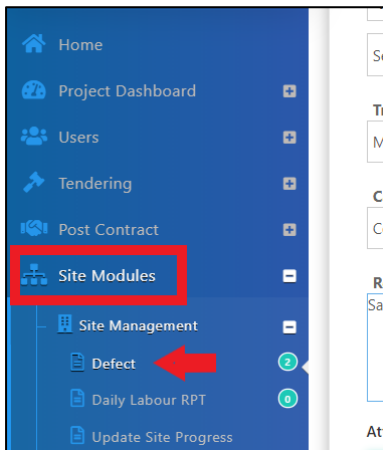 Home
Project Dashboard
Users
Tendering
Post Contract
Site Modules
Site Management
Defect 2
Daily Labour RPT 0
Update Site Progress